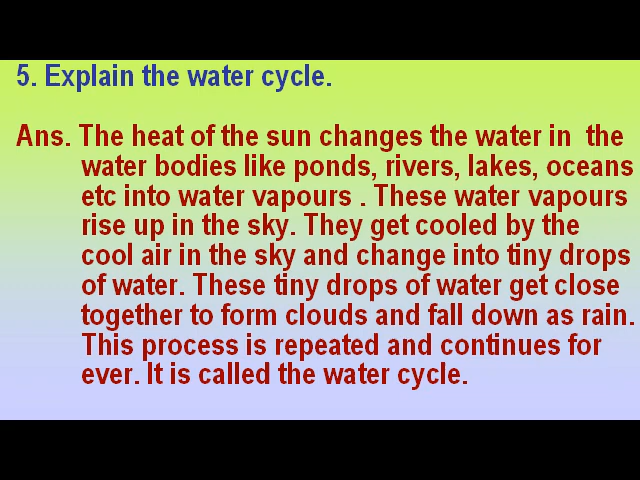 5. Explain the water cycle.
Ans. The heat of the sun changes the water in the
water bodies like ponds, rivers, lakes, oceans
etc into water vapours . These water vapours
rise up in the sky. They get cooled by the
cool air in the sky and change into tiny drops
of water. These tiny drops of water get close
together to form clouds and fall down as rain.
This process is repeated and continues for
ever. It is called the water cycle.